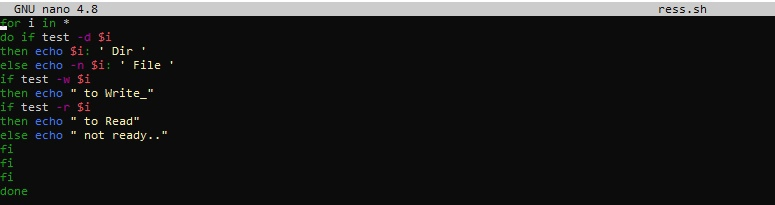 GNU nano 4.8 ress.sh
for i in *
do if test -d $i
then echo $i: ' Dir '
else echo -n $i: ' File '
if test -w $i
then echo " to Write_"
if test -r $i
then echo " to Read"
else echo " not ready.."
fi
fi
fi
done